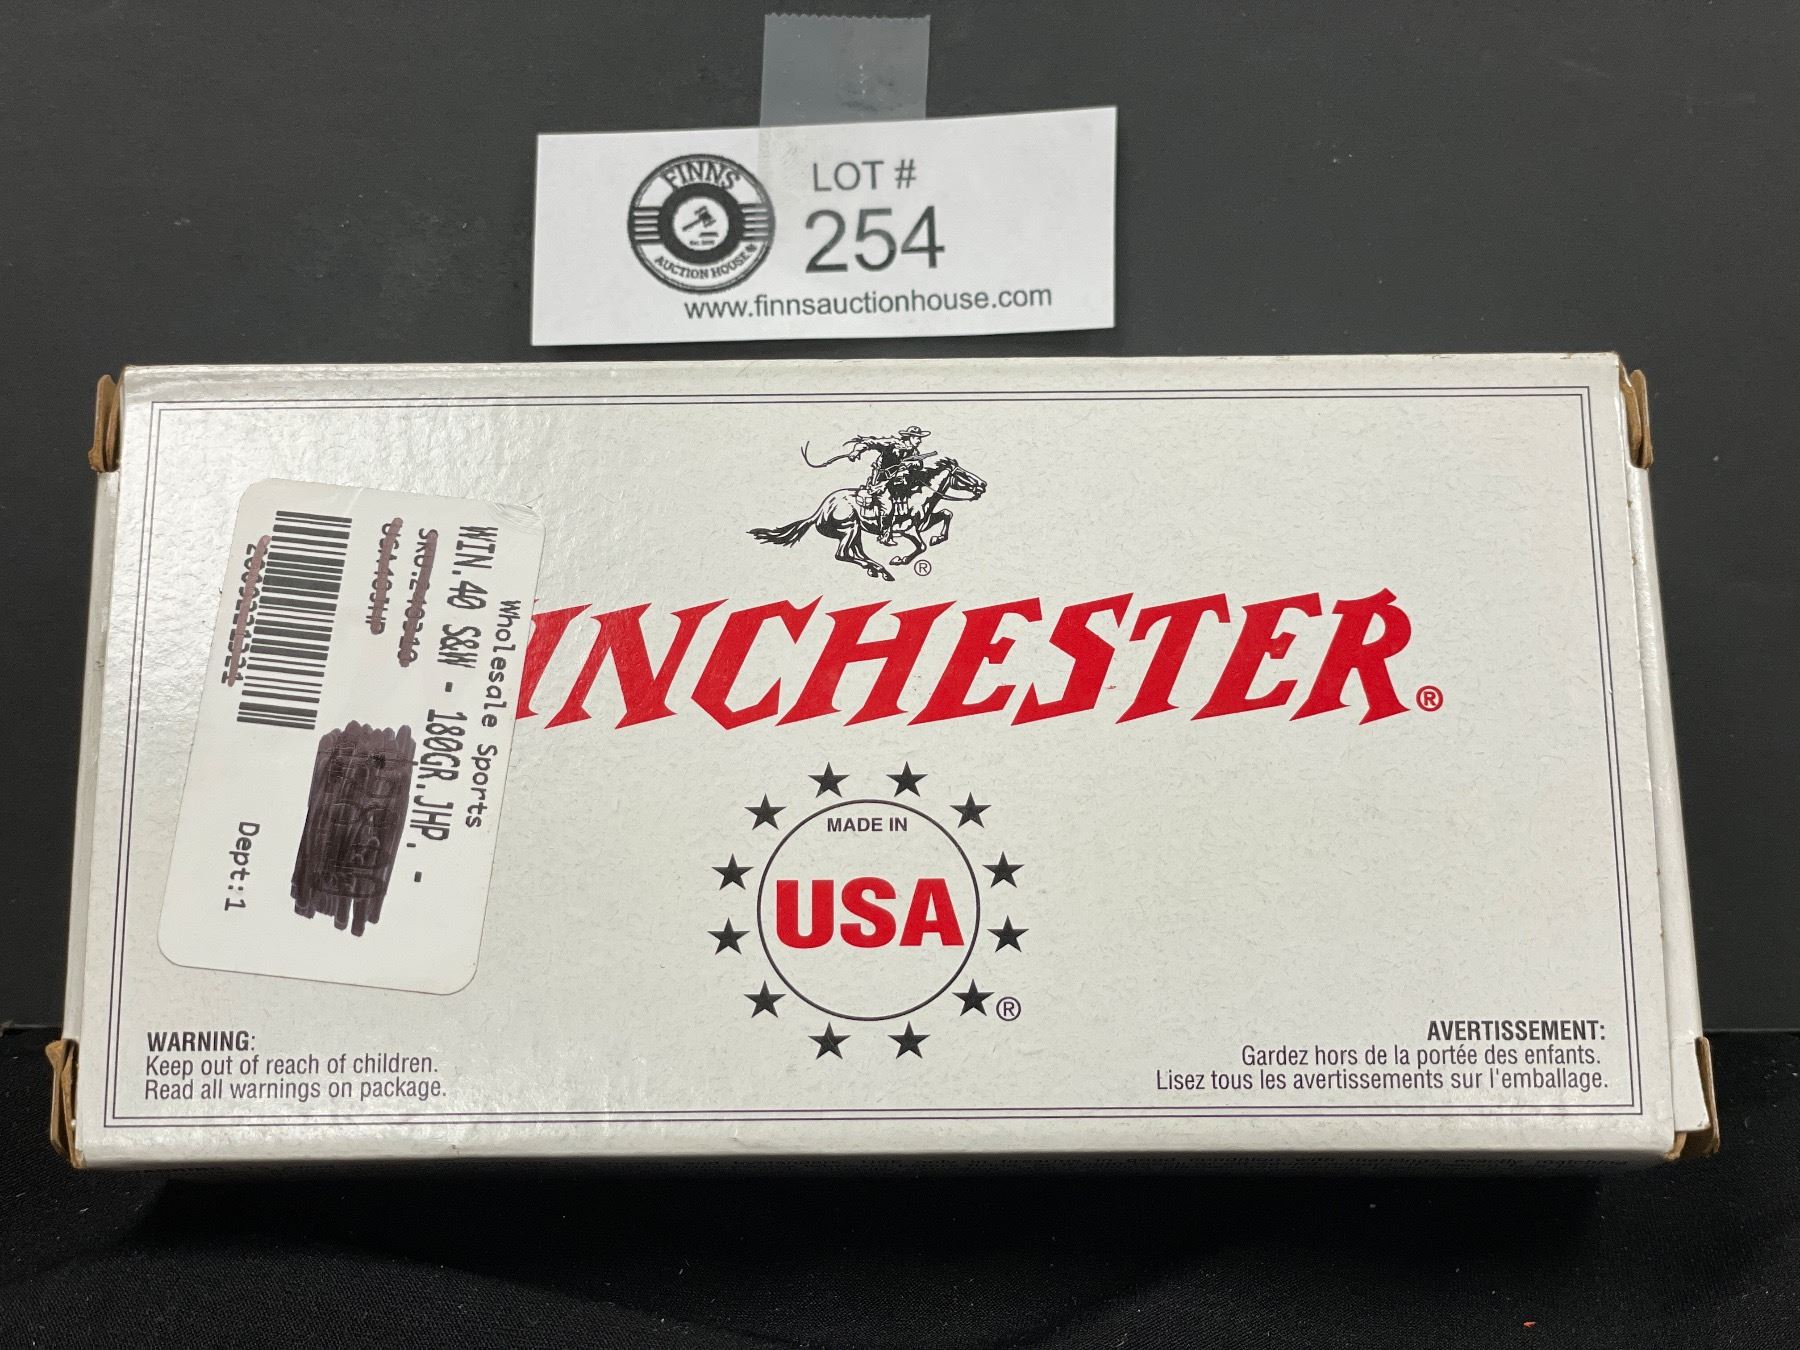 FINNS
AUCTION HOUSE
LOT #
254
www.finnsauctionhouse.com
Wholesale Sports
WIN.40 S&W - 180GR.JHP, -
Dept:1
INCHESTER®
MADE IN
USA
®
WARNING:
Keep out of reach of children.
Read all warnings on package.
AVERTISSEMENT:
Gardez hors de la portée des enfants.
Lisez tous les avertissements sur l'emballage.